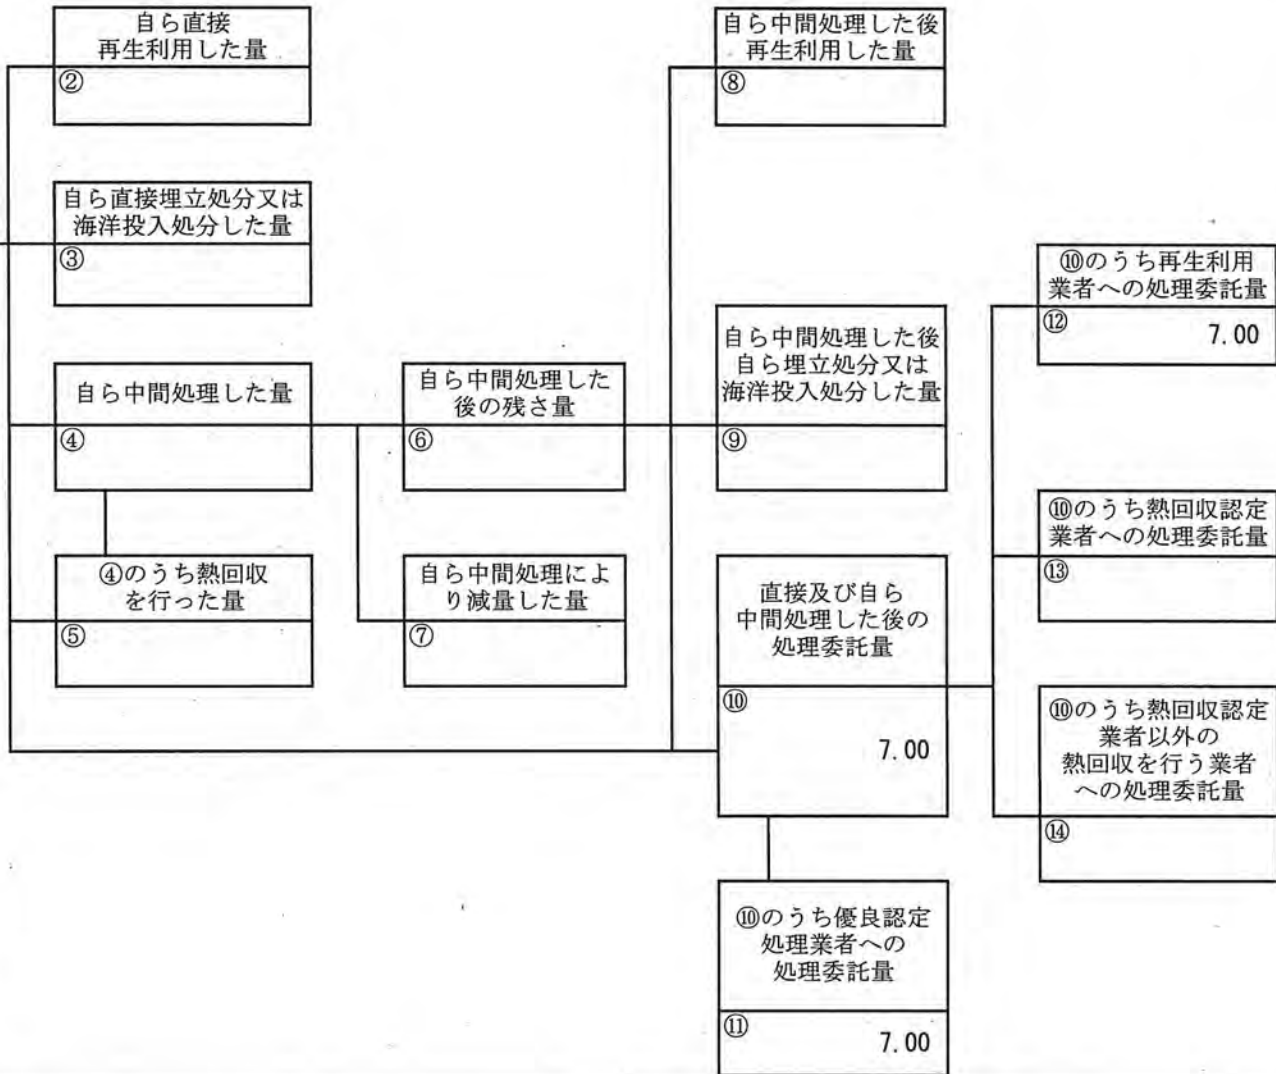 自ら直接
再生利用した量
②
自ら直接埋立処分又は
海洋投入処分した量
③
自ら中間処理した量
④
④のうち熱回収
を行った量
⑤
自ら中間処理した
後の残さ量
⑥
自ら中間処理によ
り減量した量
⑦
自ら中間処理した後
再生利用した量
⑧
自ら中間処理した後
自ら埋立処分又は
海洋投入処分した量
⑨
直接及び自ら
中間処理した後の
処理委託量
⑩
7.00
⑩のうち優良認定
処理業者への
処理委託量
⑪
7.00
⑩のうち再生利用
業者への処理委託量
⑫
7.00
⑩のうち熱回収認定
業者への処理委託量
⑬
⑩のうち熱回収認定
業者以外の
熱回収を行う業者
への処理委託量
⑭